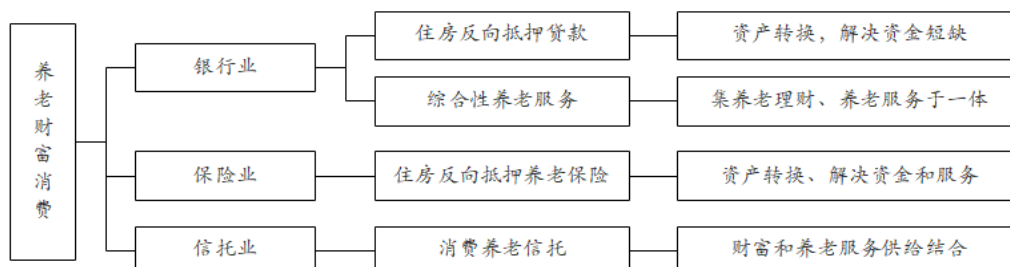 养老财富消费
银行业
住房反向抵押贷款
资产转换，解决资金短缺
综合性养老服务
集养老理财、养老服务于一体
保险业
住房反向抵押养老保险
资产转换、解决资金和服务
信托业
消费养老信托
财富和养老服务供给结合